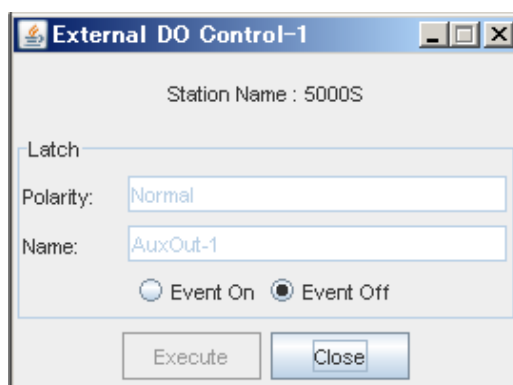 External DO Control-1
Station Name : 5000S
Latch
Polarity: Normal
Name: AuxOut-1
Event On Event Off
Execute Close